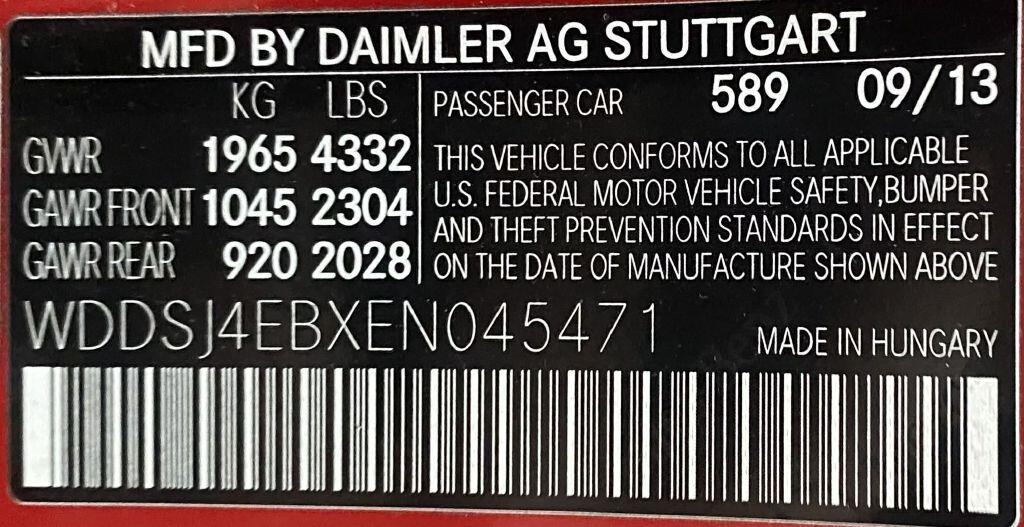 MFD BY DAIMLER AG STUTTGART
KG LBS
GVWR 1965 4332
GAWR FRONT 1045 2304
GAWR REAR 920 2028
PASSENGER CAR 589 09/13
THIS VEHICLE CONFORMS TO ALL APPLICABLE
U.S. FEDERAL MOTOR VEHICLE SAFETY,BUMPER
AND THEFT PREVENTION STANDARDS IN EFFECT
ON THE DATE OF MANUFACTURE SHOWN ABOVE
WDDSJ4EBXEN045471
MADE IN HUNGARY